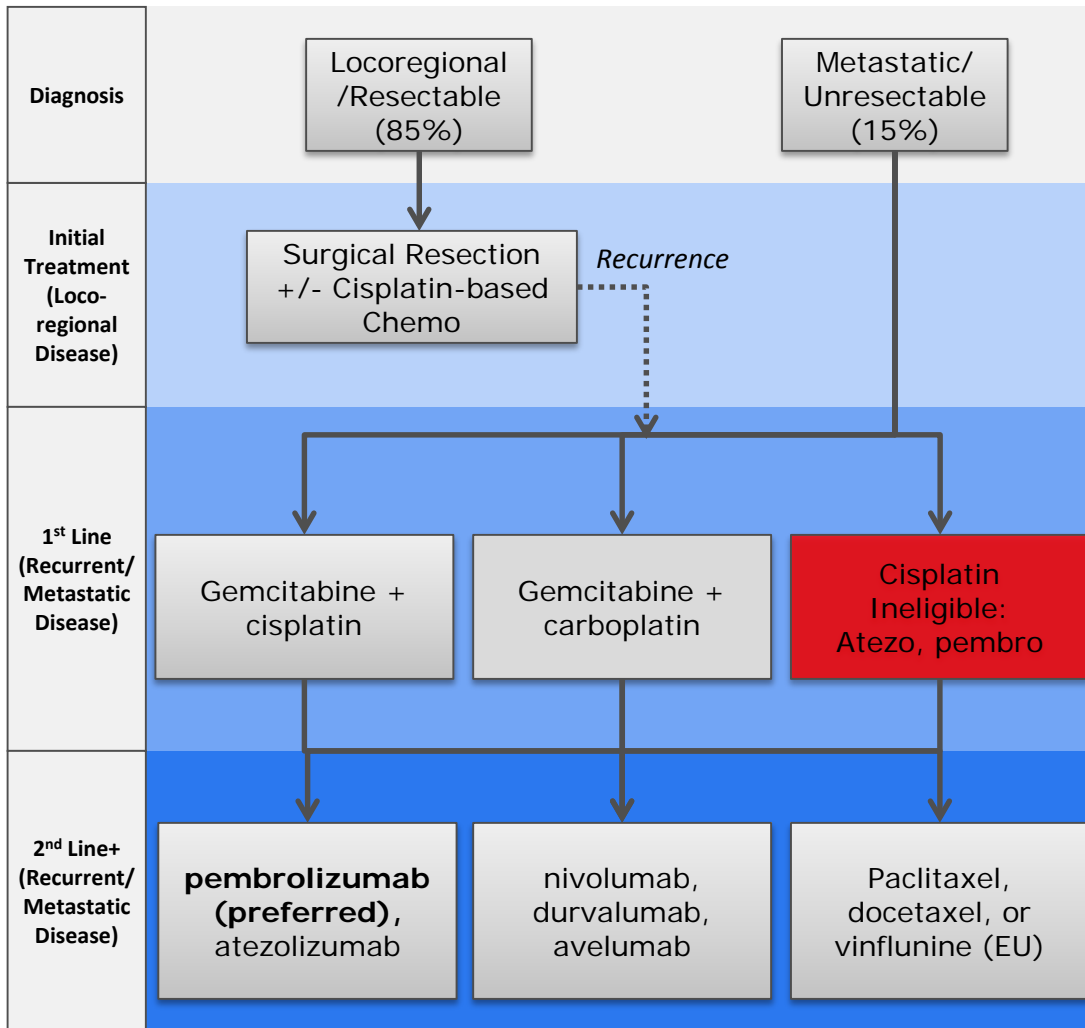 Diagnosis
Locoregional
/Resectable
(85%)
Metastatic/
Unresectable
(15%)
Initial
Treatment
(Loco-
regional
Disease)
Surgical Resection
+/- Cisplatin-based
Chemo
Recurrence
1st Line
(Recurrent/
Metastatic
Disease)
Gemcitabine +
cisplatin
Gemcitabine +
carboplatin
Cisplatin
Ineligible:
Atezo, pembro
2nd Line+
(Recurrent/
Metastatic
Disease)
pembrolizumab
(preferred),
atezolizumab
nivolumab,
durvalumab,
avelumab
Paclitaxel,
docetaxel, or
vinflunine (EU)